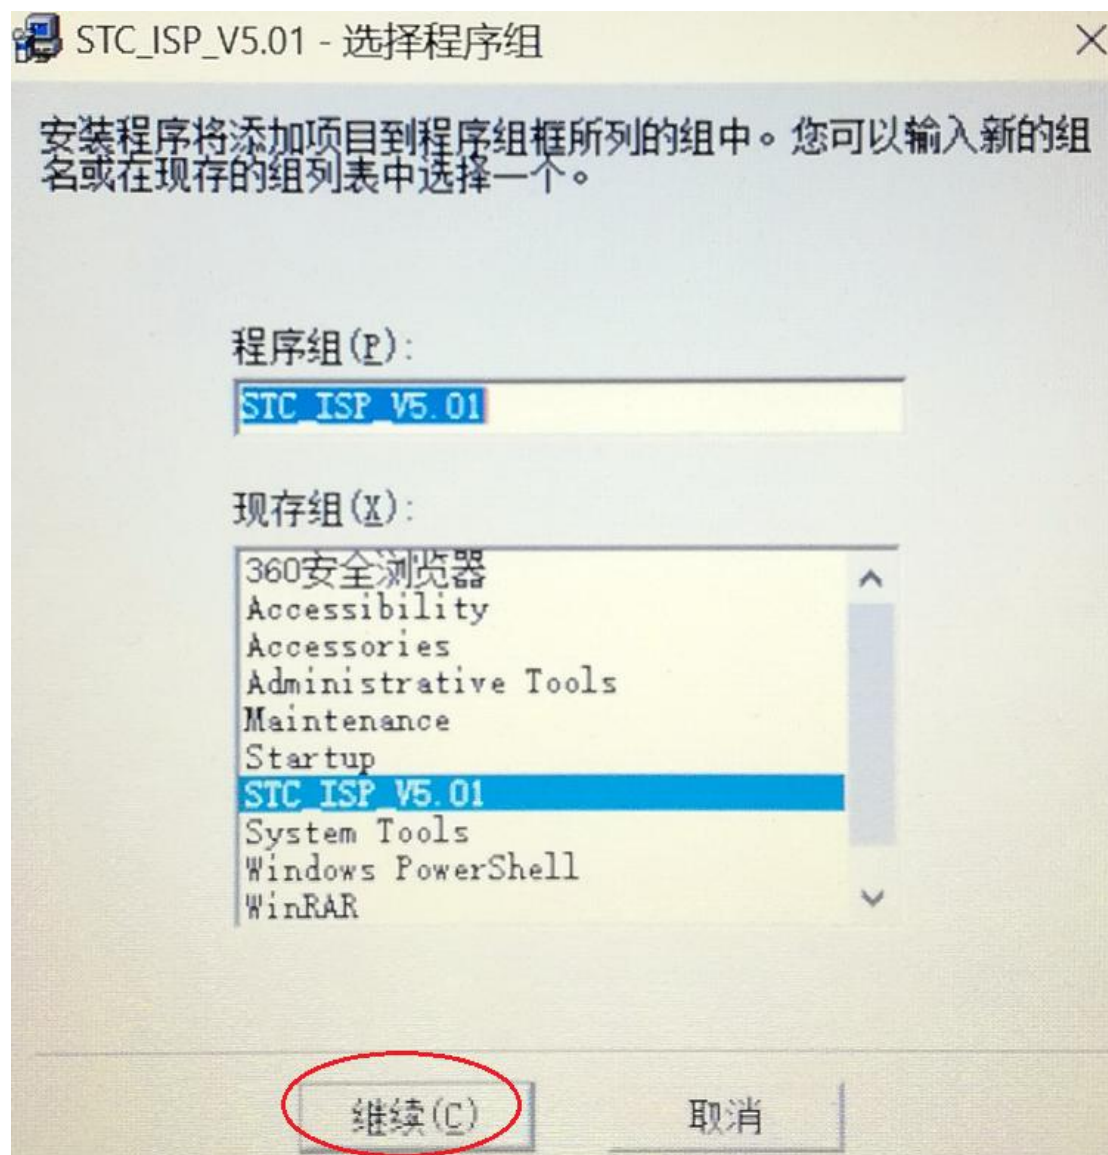 STC_ISP_V5.01 - 选择程序组
安装程序将添加项目到程序组框所列的组中。您可以输入新的组
名或在现存的组列表中选择一个。
程序组(P):
STC_ISP_V5.01
现存组(X):
360安全浏览器
Accessibility
Accessories
Administrative Tools
Maintenance
Startup
STC_ISP_V5.01
System Tools
Windows PowerShell
WinRAR
继续(C)
取消